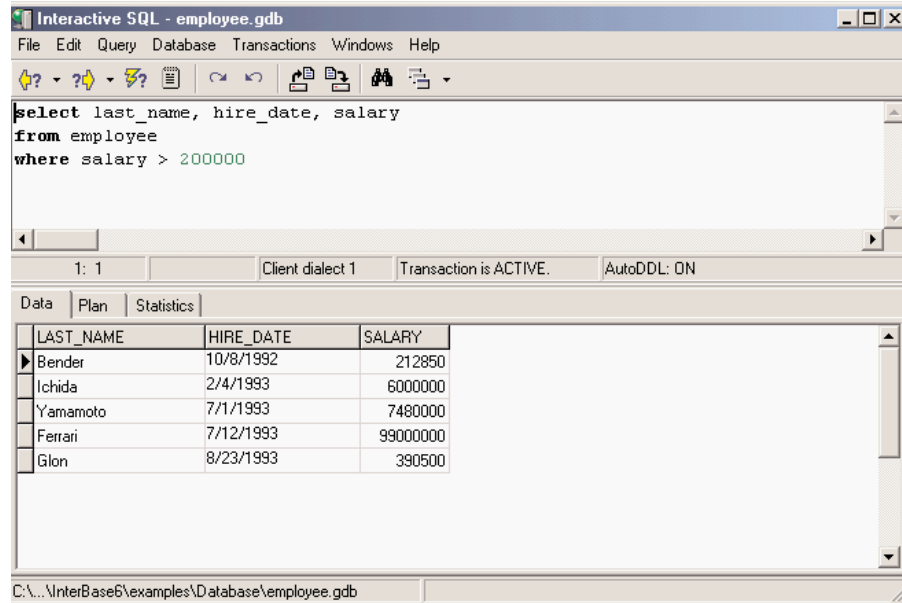 Interactive SQL - employee.gdb
File Edit Query Database Transactions Windows Help
select last_name, hire_date, salary
from employee
where salary > 200000
1: 1 Client dialect 1 Transaction is ACTIVE. AutoDDL: ON
Data Plan Statistics
LAST_NAME HIRE_DATE SALARY
Bender 10/8/1992 212850
Ichida 2/4/1993 6000000
Yamamoto 7/1/1993 7480000
Ferrari 7/12/1993 99000000
Glon 8/23/1993 390500
C:\...\InterBase6\examples\Database\employee.gdb